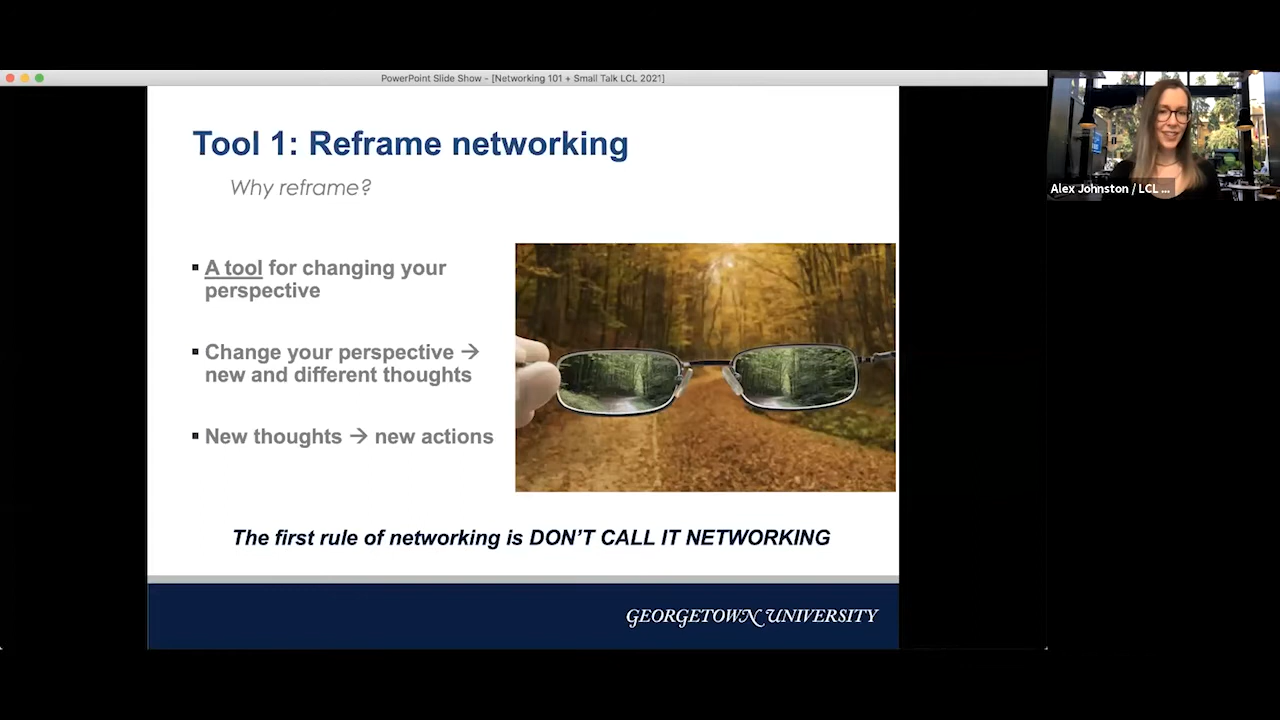 PowerPoint Slide Show - [Networking 101 + Small Talk LCL 2021]
Tool 1: Reframe networking
Why reframe?
▪ A tool for changing your
perspective
▪ Change your perspective →
new and different thoughts
▪ New thoughts → new actions
The first rule of networking is DON'T CALL IT NETWORKING
GEORGETOWN UNIVERSITY
Alex Johnston / LCL ...